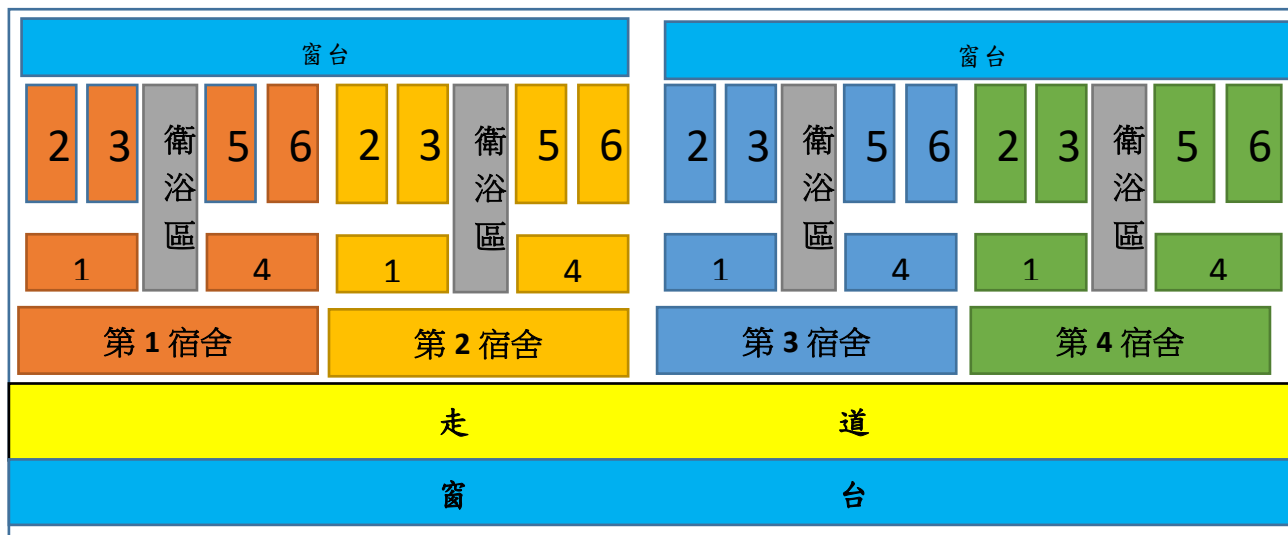 窗台 窗台
2 3 衛浴區 5 6 2 3 衛浴區 5 6 2 3 衛浴區 5 6 2 3 衛浴區 5 6
1 4 1 4 1 4 1 4
第1宿舍 第2宿舍 第3宿舍 第4宿舍
走道
窗台